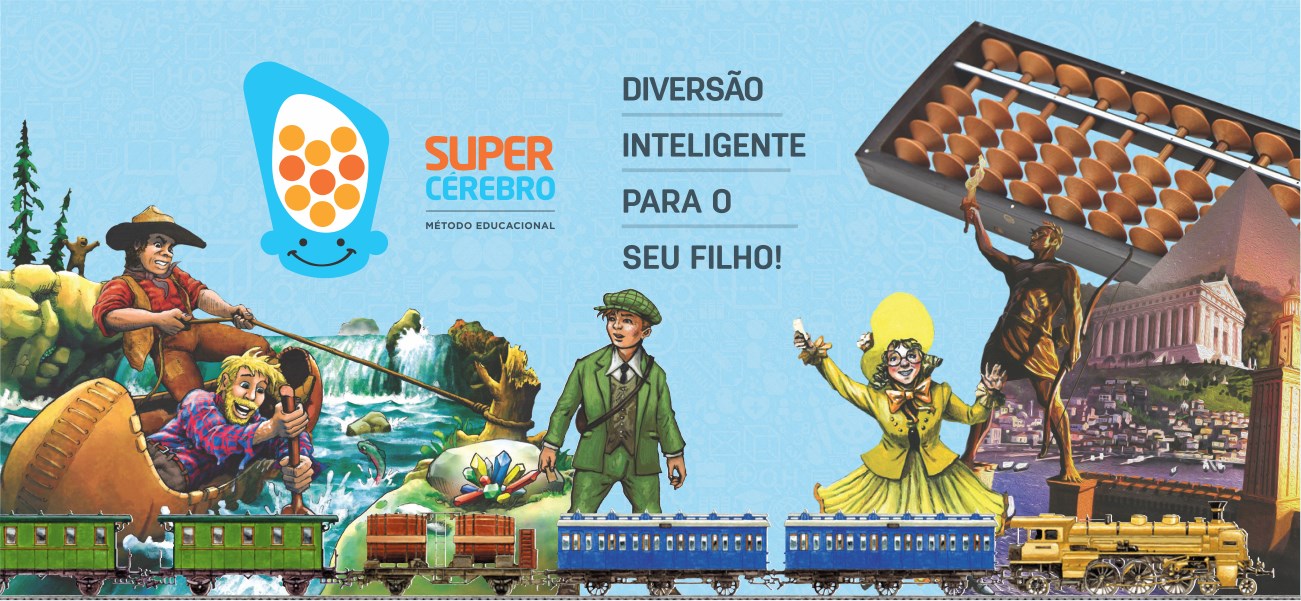 SUPER
CÉREBRO
MÉTODO EDUCACIONAL
DIVERSÃO
INTELIGENTE
PARA O
SEU FILHO!